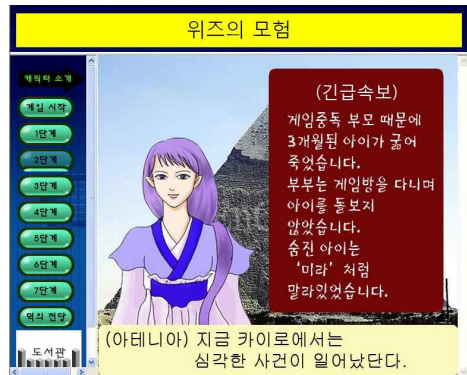 위즈의 모험
캐릭터 소개
게임 시작
1단계
2단계
3단계
4단계
5단계
6단계
7단계
덕의 전당
도서관
(긴급속보)
게임중독 부모 때문에
3개월된 아이가 굶어
죽었습니다.
부부는 게임방을 다니며
아이를 돌보지
않았습니다.
숨진 아이는
‘미라’ 처럼
말라있었습니다.
(아테니아) 지금 카이로에서는
심각한 사건이 일어났단다.